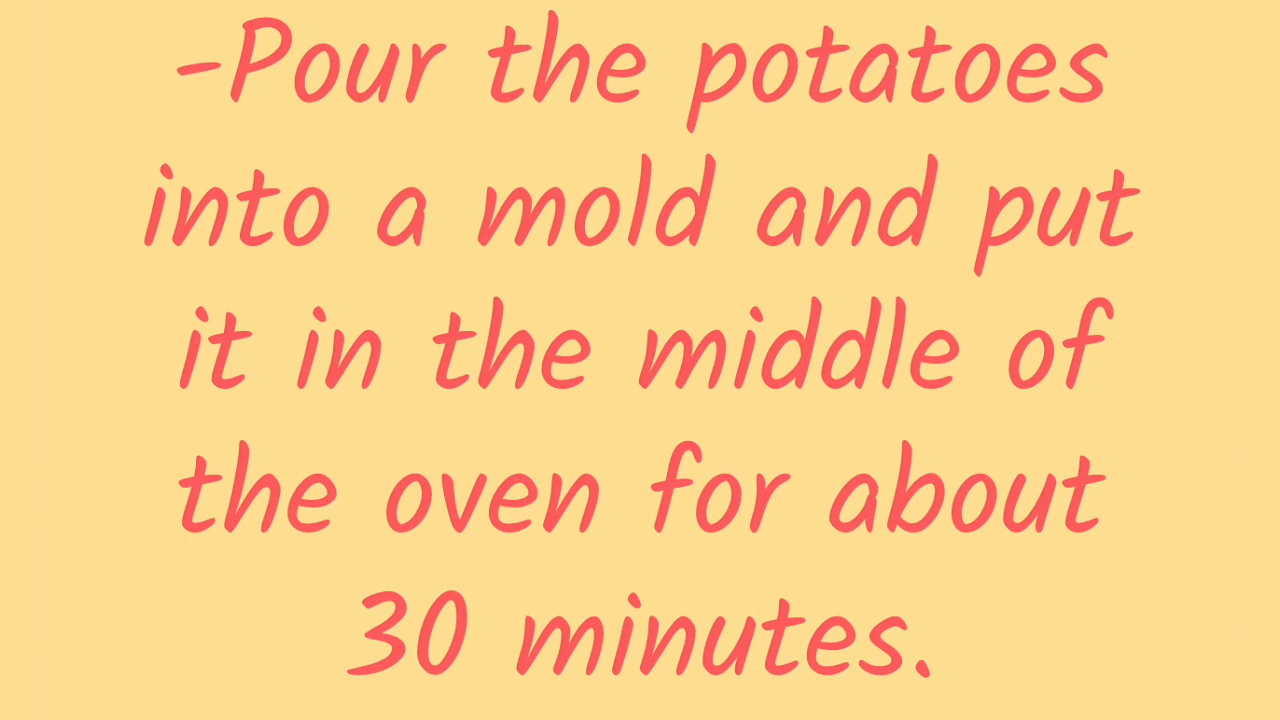 -Pour the potatoes
into a mold and put
it in the middle of
the oven for about
30 minutes.